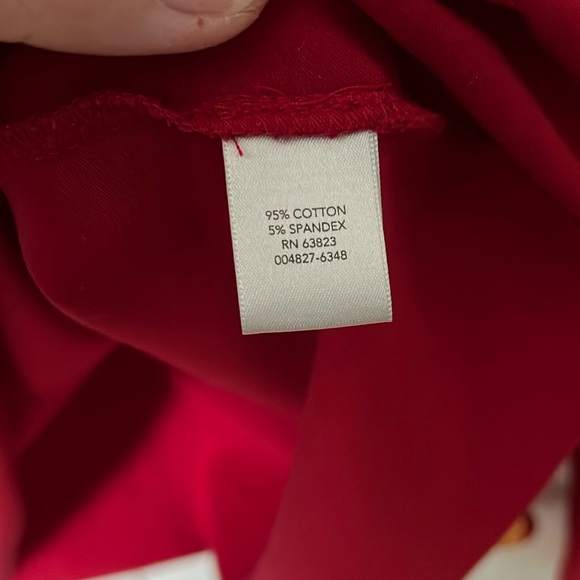 95% COTTON
5% SPANDEX
RN 63823
004827-6348